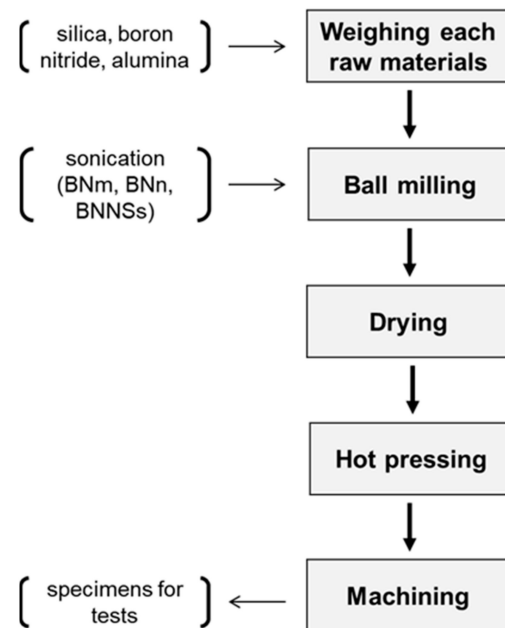 silica, boron
nitride, alumina
Weighing each
raw materials
sonication
(BNm, BNn,
BNNSs)
Ball milling
Drying
Hot pressing
specimens for
tests
Machining